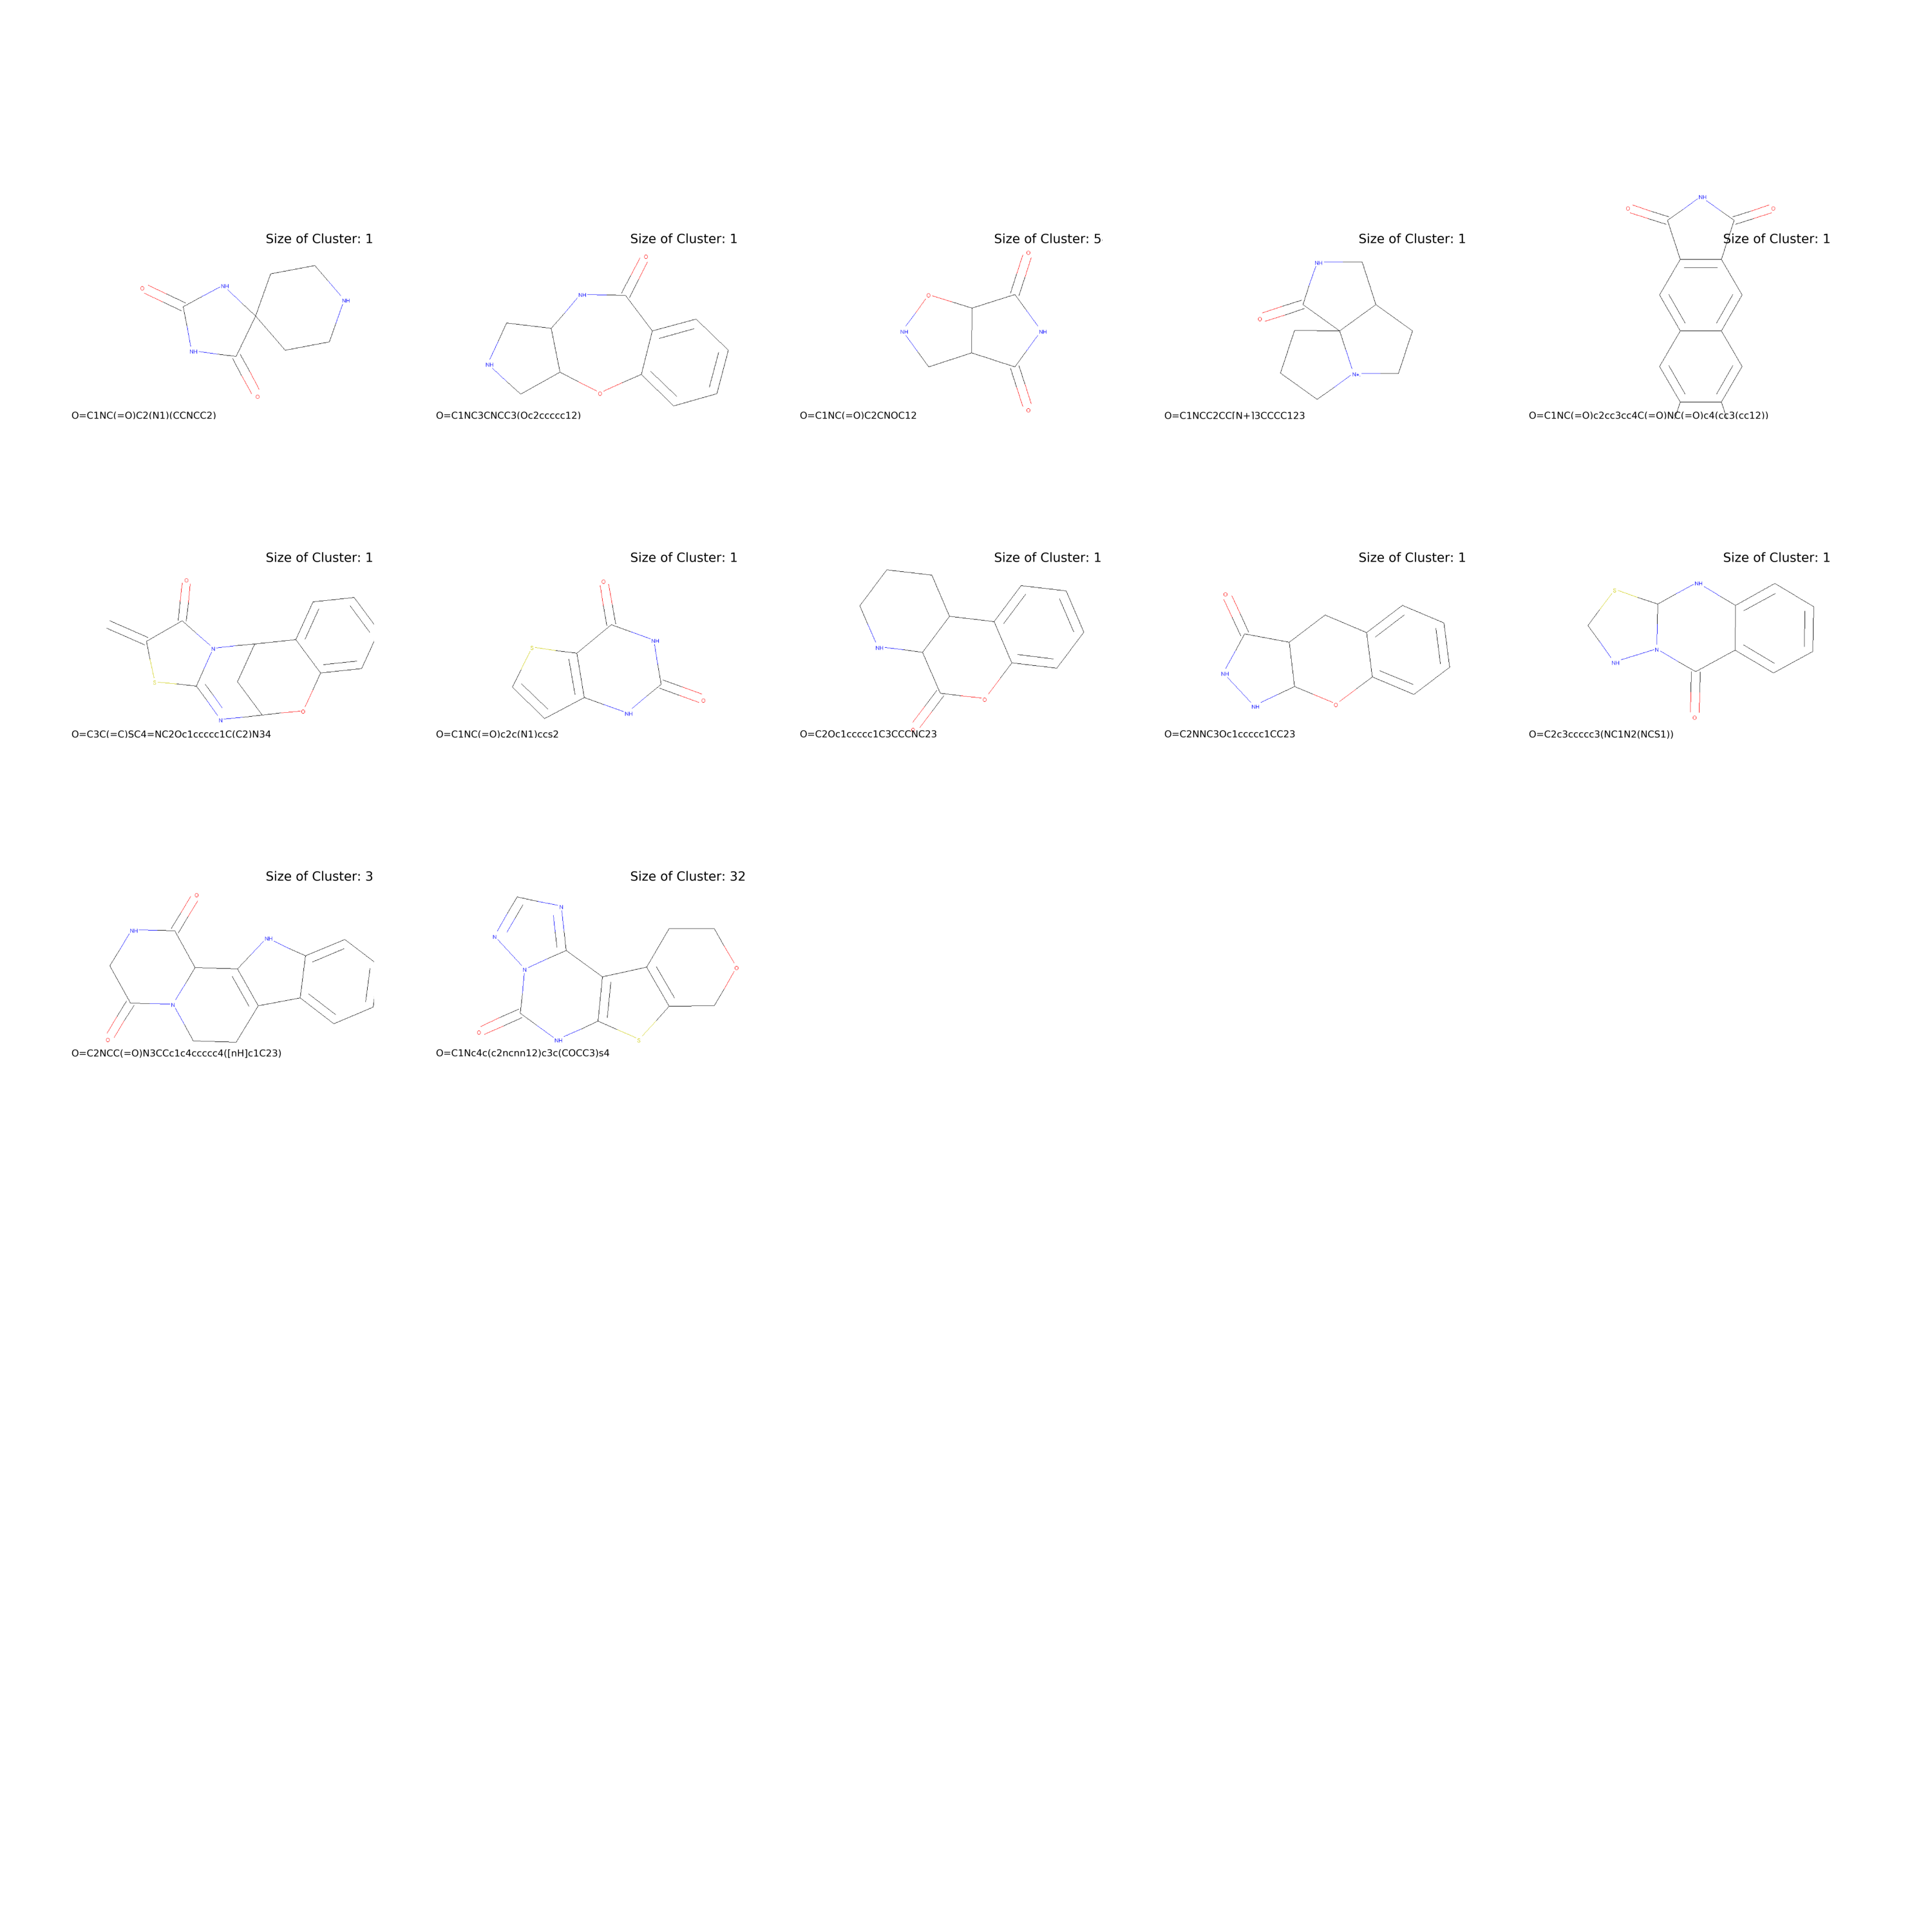 Size of Cluster: 1
O=C1NC(=O)C2(N1)(CCNCC2)
Size of Cluster: 1
O=C1NC3CNCC3(Oc2ccccc12)
Size of Cluster: 5
O=C1NC(=O)C2CNOC12
Size of Cluster: 1
O=C1NCC2CC[N+]3CCCC123
Size of Cluster: 1
O=C1NC(=O)c2cc3cc4C(=O)NC(=O)c4(cc3(cc12))
Size of Cluster: 1
O=C3C(=C)SC4=NC2Oc1ccccc1C(C2)N34
Size of Cluster: 1
O=C1NC(=O)c2c(N1)ccs2
Size of Cluster: 1
O=C2Oc1ccccc1C3CCCNC23
Size of Cluster: 1
O=C2NNC3Oc1ccccc1CC23
Size of Cluster: 1
O=C2c3ccccc3(NC1N2(NCS1))
Size of Cluster: 3
O=C2NCC(=O)N3CCc1c4ccccc4([nH]c1C23)
Size of Cluster: 32
O=C1Nc4c(c2ncnn12)c3c(COCC3)s4